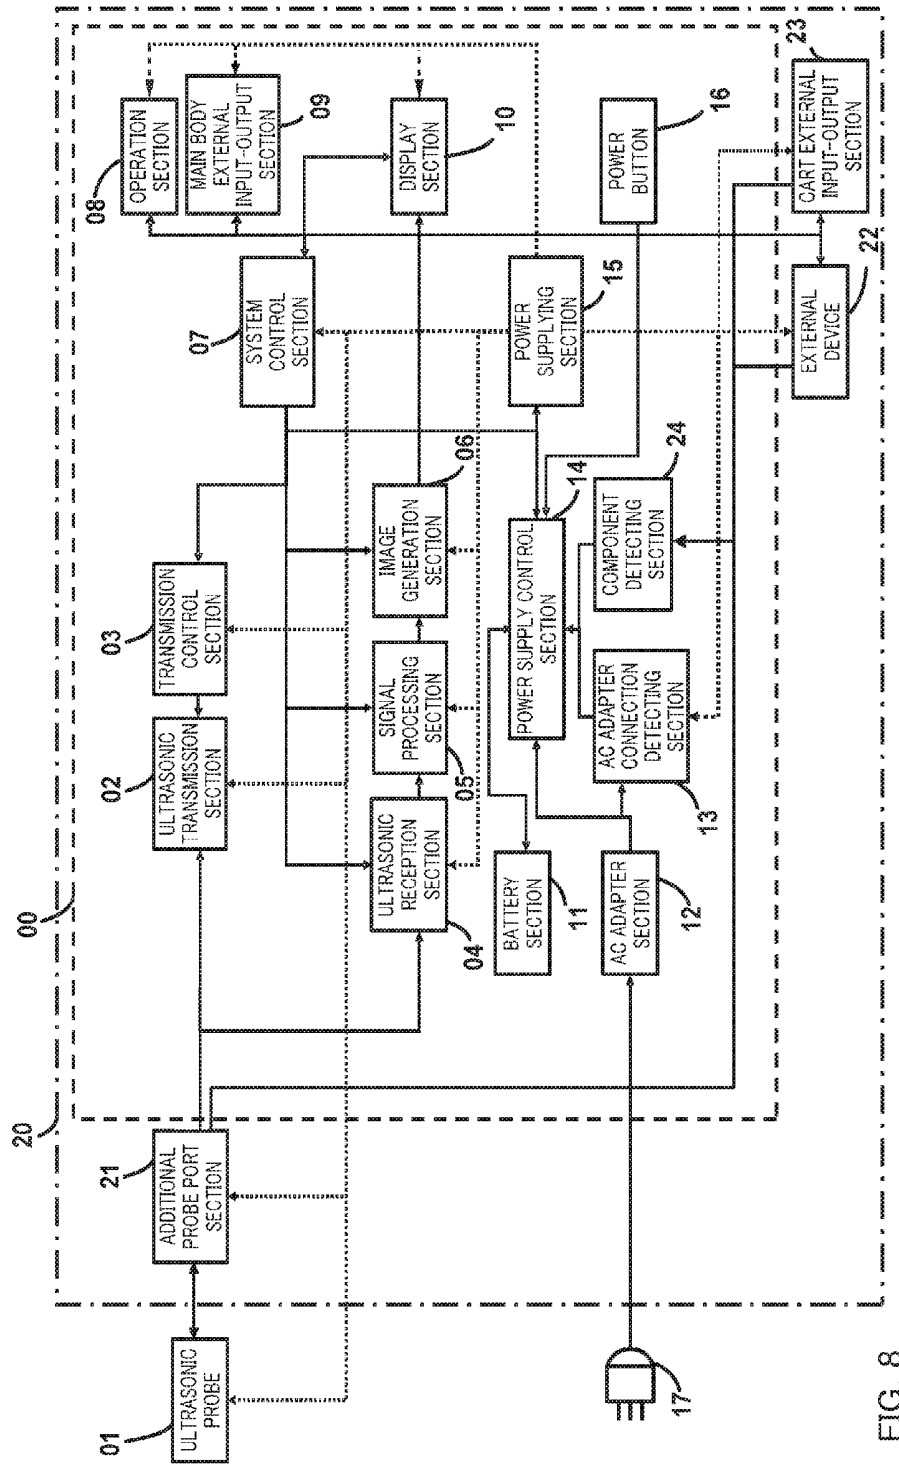 20
00
01
ULTRASONIC
PROBE
21
ADDITIONAL
PROBE PORT
SECTION
02
ULTRASONIC
TRANSMISSION
SECTION
03
TRANSMISSION
CONTROL
SECTION
07
SYSTEM
CONTROL
SECTION
08
OPERATION
SECTION
MAIN BODY
EXTERNAL
INPUT-OUTPUT
SECTION
09
ULTRASONIC
RECEPTION
SECTION
04
SIGNAL
PROCESSING
SECTION
05
IMAGE
GENERATION
SECTION
06
DISPLAY
SECTION
10
BATTERY
SECTION
11
POWER SUPPLY CONTROL
SECTION
14
POWER
SUPPLYING
SECTION
15
AC ADAPTER
SECTION
12
AC ADAPTER
CONNECTION
DETECTING
SECTION
13
COMPONENT
DETECTING
SECTION
24
POWER
BUTTON
16
17
EXTERNAL
DEVICE
22
CART EXTERNAL
INPUT-OUTPUT
SECTION
23
FIG. 8